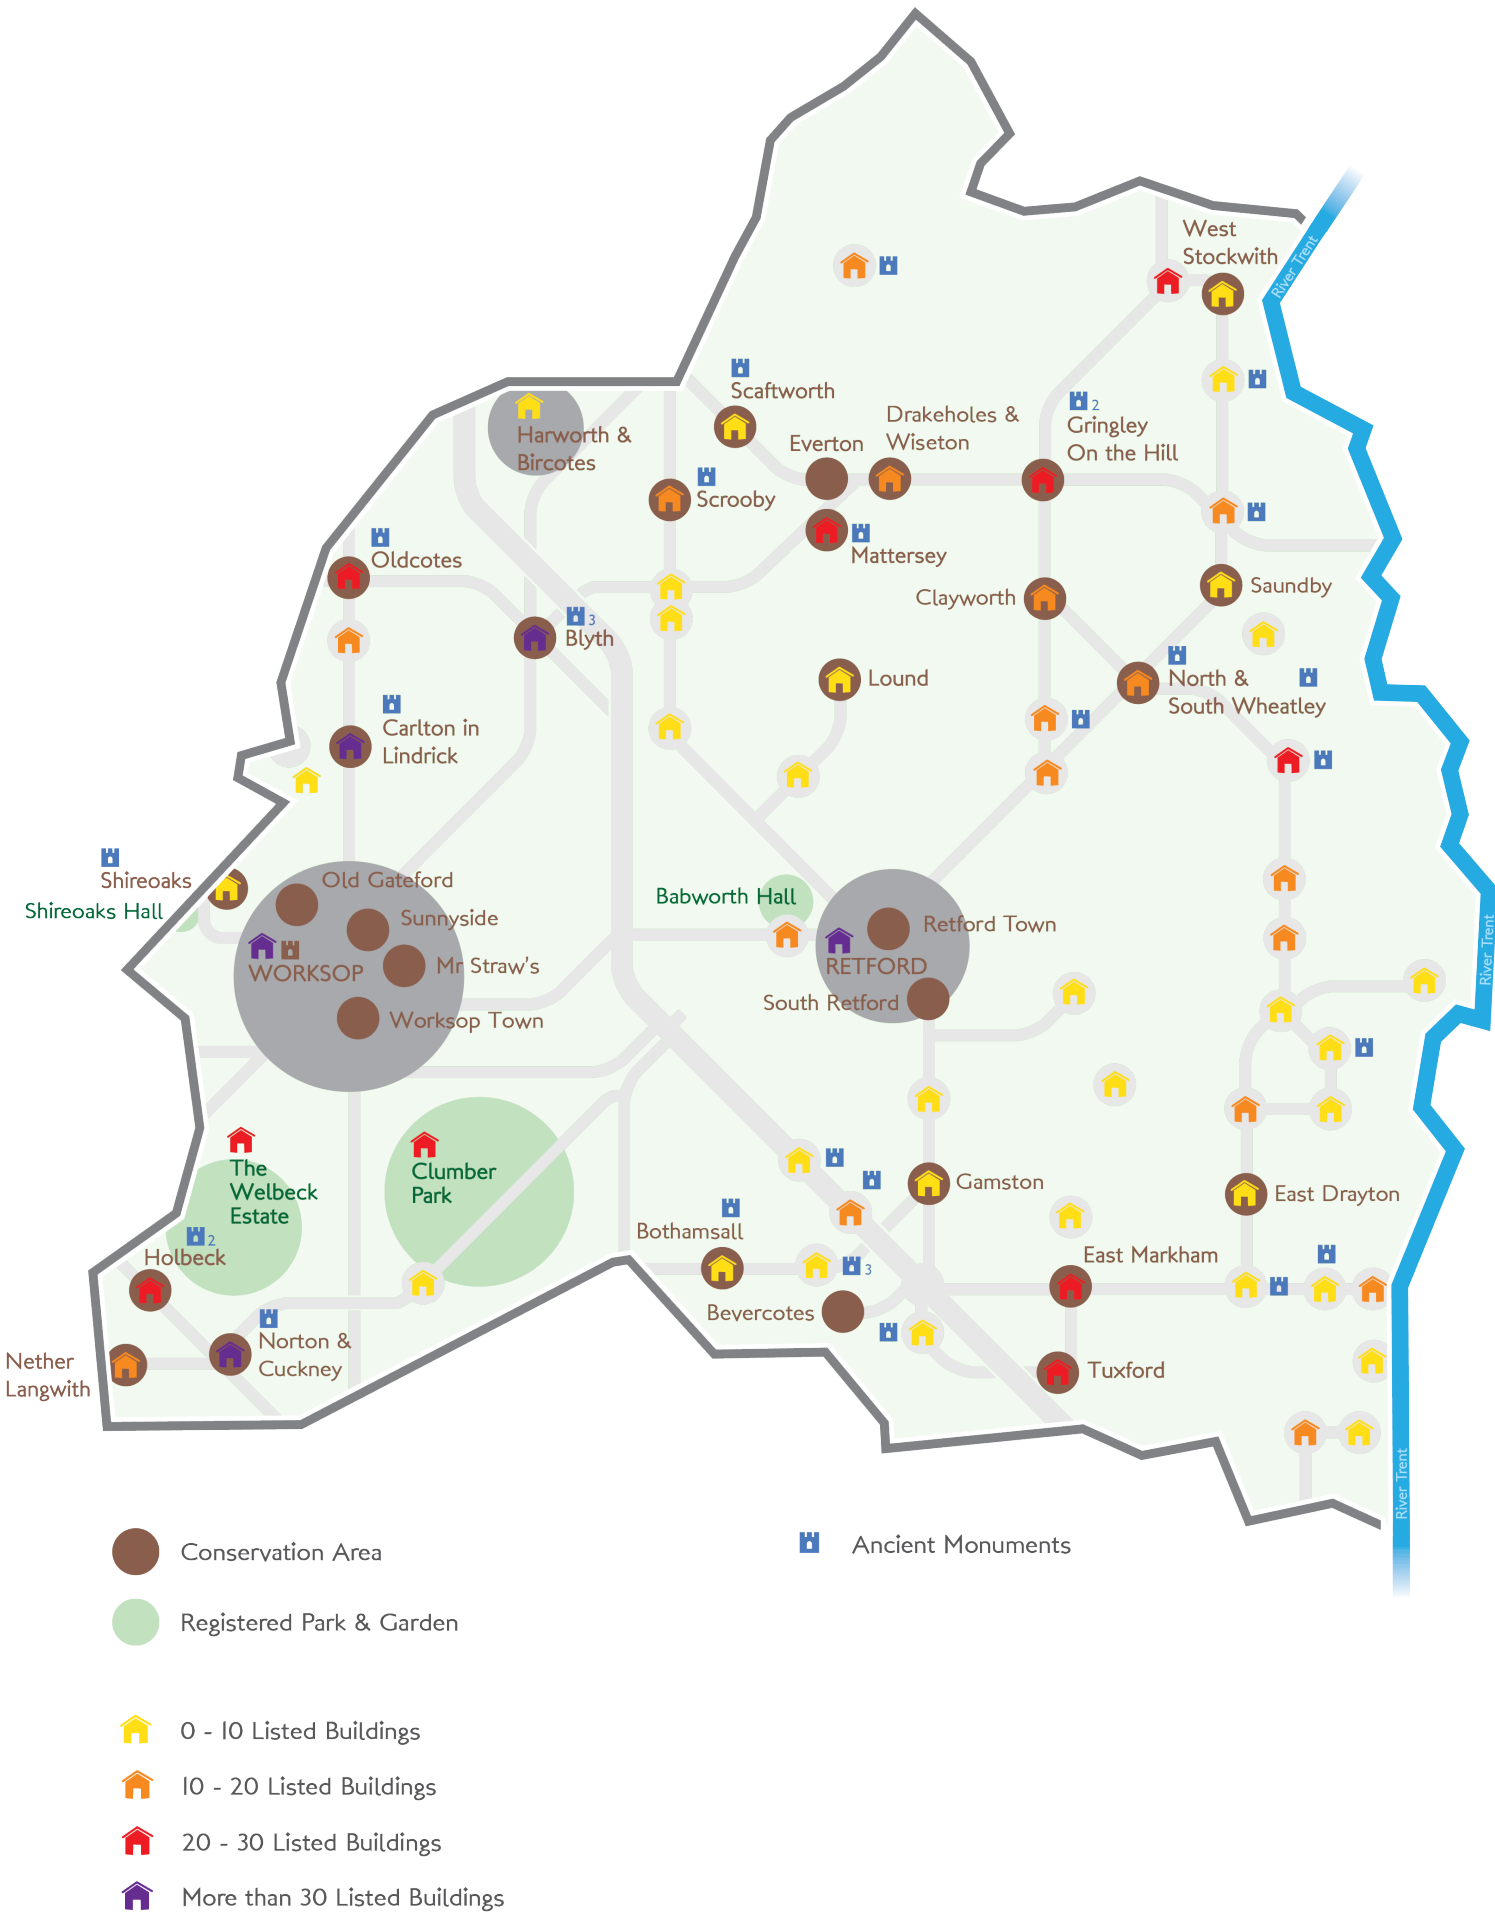 West
Stockwith
River Trent
Scaftworth
Harworth &
Bircotes
Everton
Drakeholes &
Wiseton
2
Gringley
On the Hill
Scrooby
Mattersey
Oldcotes
3
Blyth
Clayworth
Saundby
Lound
North &
South Wheatley
Carlton in
Lindrick
Shireoaks
Shireoaks Hall
Old Gateford
Sunnyside
WORKSOP
Mr Straw's
Worksop Town
Babworth Hall
Retford Town
RETFORD
South Retford
River Trent
The
Welbeck
Estate
Clumber
Park
2
Holbeck
Bothamsall
Gamston
East Drayton
3
Bevercotes
East Markham
Norton &
Cuckney
Nether
Langwith
Tuxford
River Trent
Conservation Area
Ancient Monuments
Registered Park & Garden
0 - 10 Listed Buildings
10 - 20 Listed Buildings
20 - 30 Listed Buildings
More than 30 Listed Buildings